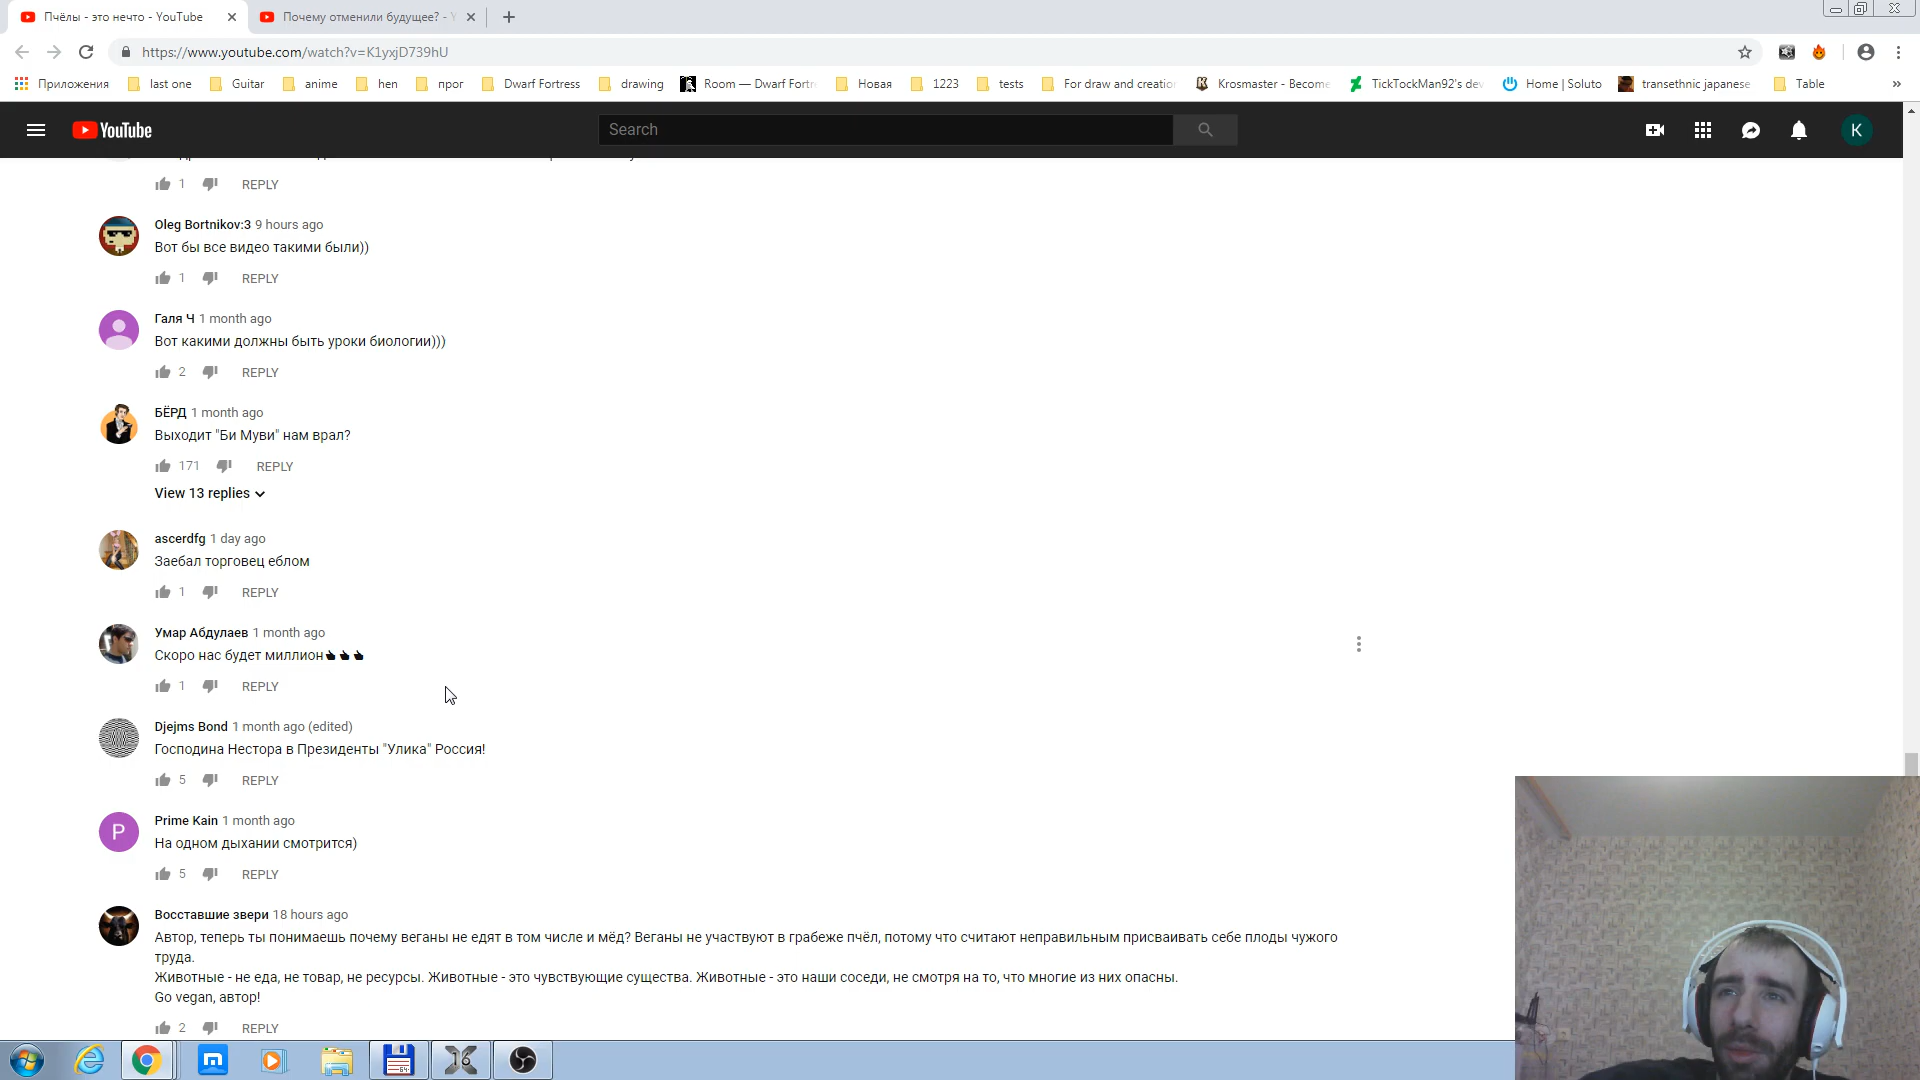 Пчёлы - это нечто - YouTube
Почему отменили будущее? - Y
https://www.youtube.com/watch?v=K1yxjD739hU
Приложения last one Guitar anime hen прог Dwarf Fortress drawing Room — Dwarf Fortr Новая 1223 tests For draw and creatio Krosmaster - Become TickTockMan92's dev Home | Soluto transethnic japanese Table
YouTube
Search
K
1 REPLY
Oleg Bortnikov:3 9 hours ago
Вот бы все видео такими были))
1 REPLY
Галя Ч 1 month ago
Вот какими должны быть уроки биологии)))
2 REPLY
БЁРД 1 month ago
Выходит "Би Муви" нам врал?
171 REPLY
View 13 replies
ascerdfg 1 day ago
Заебал торговец еблом
1 REPLY
Умар Абдулаев 1 month ago
Скоро нас будет миллион
1 REPLY
Djejms Bond 1 month ago (edited)
Господина Нестора в Президенты "Улика" Россия!
5 REPLY
P
Prime Kain 1 month ago
На одном дыхании смотрится)
5 REPLY
Восставшие звери 18 hours ago
Автор, теперь ты понимаешь почему веганы не едят в том числе и мёд? Веганы не участвуют в грабеже пчёл, потому что считают неправильным присваивать себе плоды чужого
труда.
Животные - не еда, не товар, не ресурсы. Животные - это чувствующие существа. Животные - это наши соседи, не смотря на то, что многие из них опасны.
Go vegan, автор!
2 REPLY